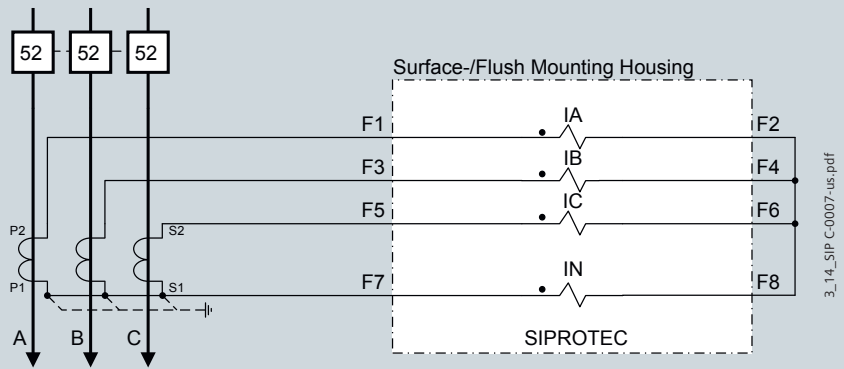 52 52 52
Surface-/Flush Mounting Housing
F1 IA F2
F3 IB F4
F5 IC F6
P2 S2
P1 S1
F7 IN F8
A B C
SIPROTEC
3_14_SIP C-0007-us.pdf